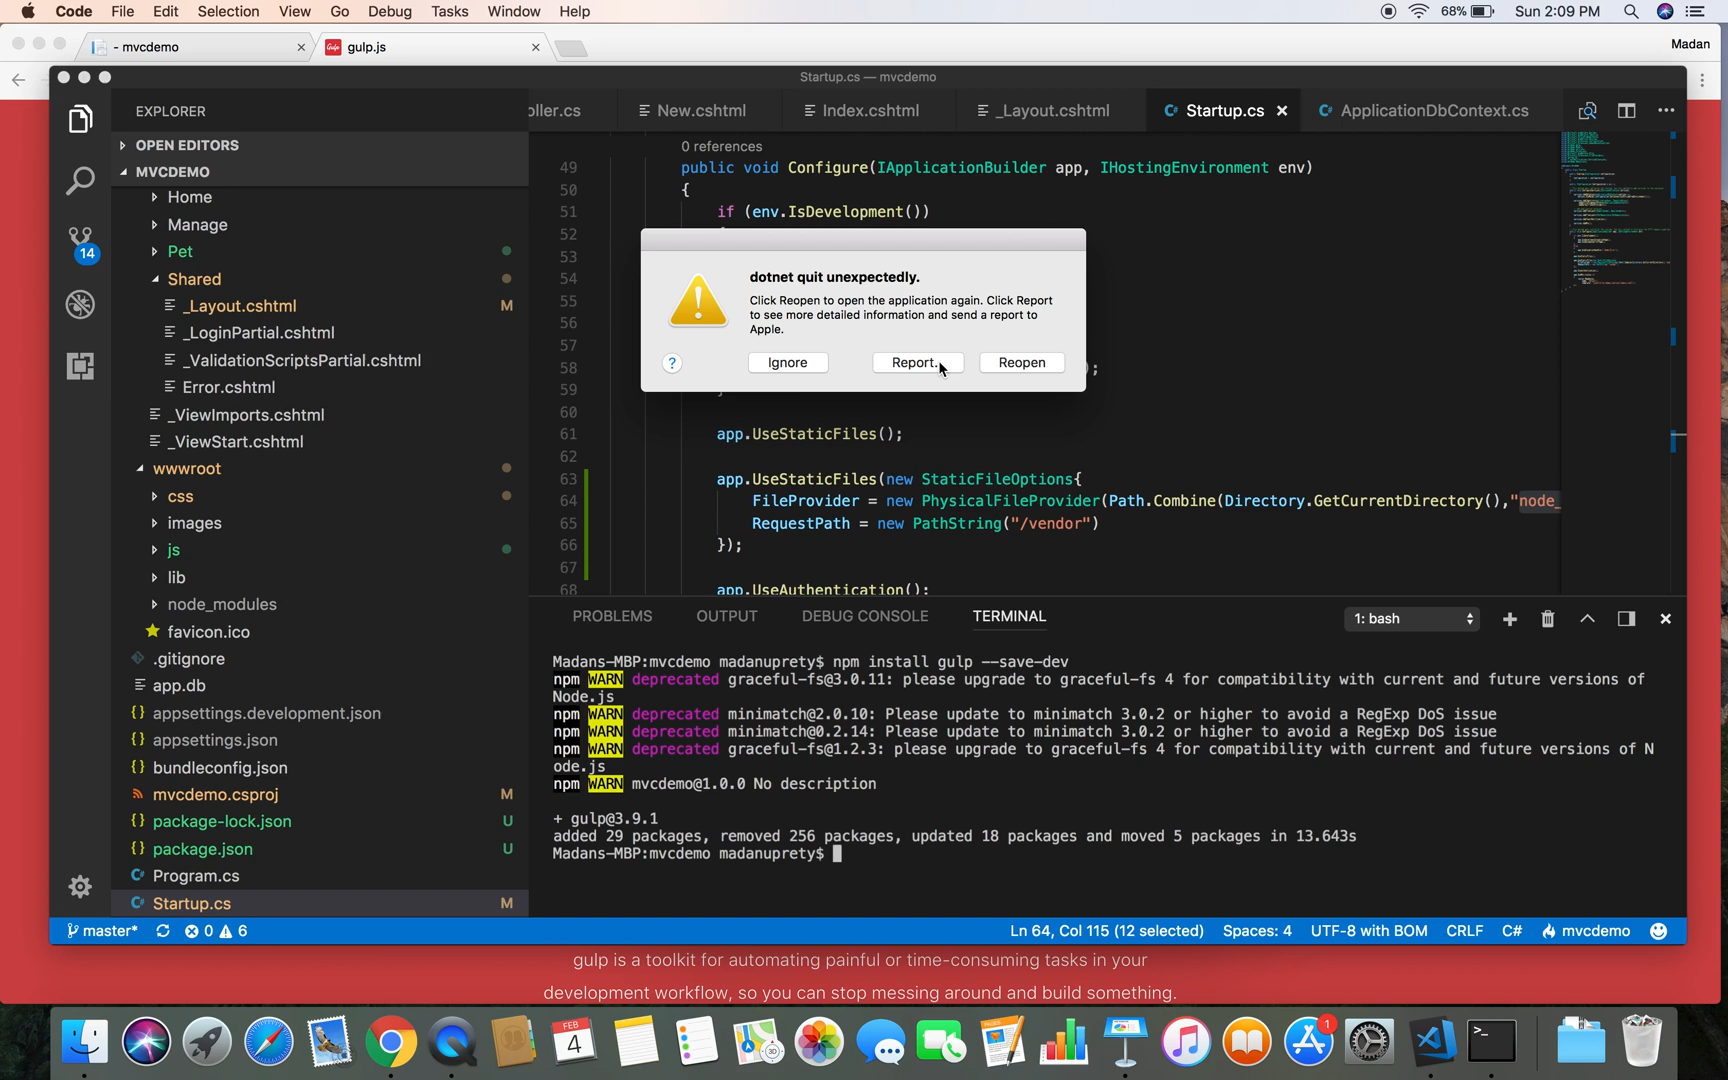 Code File Edit Selection View Go Debug Tasks Window Help 68% Sun 2:09 PM
- mvcdemo × gulp.js × Madan
Startup.cs — mvcdemo
EXPLORER
oller.cs New.cshtml Index.cshtml _Layout.cshtml Startup.cs × ApplicationDbContext.cs
OPEN EDITORS
MVCDEMO
Home
Manage
Pet
Shared
_Layout.cshtml M
_LoginPartial.cshtml
_ValidationScriptsPartial.cshtml
Error.cshtml
_ViewImports.cshtml
_ViewStart.cshtml
wwwroot
css
images
js
lib
node_modules
favicon.ico
.gitignore
app.db
appsettings.development.json
appsettings.json
bundleconfig.json
mvcdemo.csproj M
package-lock.json U
package.json U
Program.cs
Startup.cs M
14
0 references
49 public void Configure(IApplicationBuilder app, IHostingEnvironment env)
50 {
51 if (env.IsDevelopment())
52
53
54
55
56
57
58 );
59
60
61 app.UseStaticFiles();
62
63 app.UseStaticFiles(new StaticFileOptions{
64 FileProvider = new PhysicalFileProvider(Path.Combine(Directory.GetCurrentDirectory(),"node_
65 RequestPath = new PathString("/vendor")
66 });
67
68 app.UseAuthentication();
dotnet quit unexpectedly.
Click Reopen to open the application again. Click Report
to see more detailed information and send a report to
Apple.
? Ignore Report... Reopen
PROBLEMS OUTPUT DEBUG CONSOLE TERMINAL 1: bash
Madans-MBP:mvcdemo madanuprety$ npm install gulp --save-dev
npm WARN deprecated graceful-fs@3.0.11: please upgrade to graceful-fs 4 for compatibility with current and future versions of
Node.js
npm WARN deprecated minimatch@2.0.10: Please update to minimatch 3.0.2 or higher to avoid a RegExp DoS issue
npm WARN deprecated minimatch@0.2.14: Please update to minimatch 3.0.2 or higher to avoid a RegExp DoS issue
npm WARN deprecated graceful-fs@1.2.3: please upgrade to graceful-fs 4 for compatibility with current and future versions of N
ode.js
npm WARN mvcdemo@1.0.0 No description
+ gulp@3.9.1
added 29 packages, removed 256 packages, updated 18 packages and moved 5 packages in 13.643s
Madans-MBP:mvcdemo madanuprety$
master* 0 6 Ln 64, Col 115 (12 selected) Spaces: 4 UTF-8 with BOM CRLF C# mvcdemo
gulp is a toolkit for automating painful or time-consuming tasks in your
development workflow, so you can stop messing around and build something.
FEB
4
1